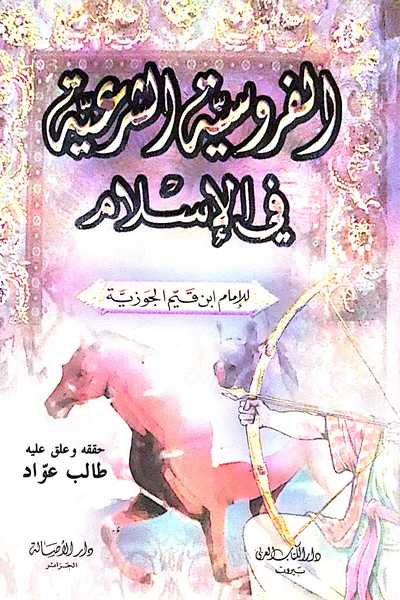 الفروسية الشرعية
في الإسلام
للإمام ابن قيم الجوزية
حققه وعلق عليه
طالب عوّاد
دار الأصالة
الجزائر
دار الكتاب العربي
بيروت